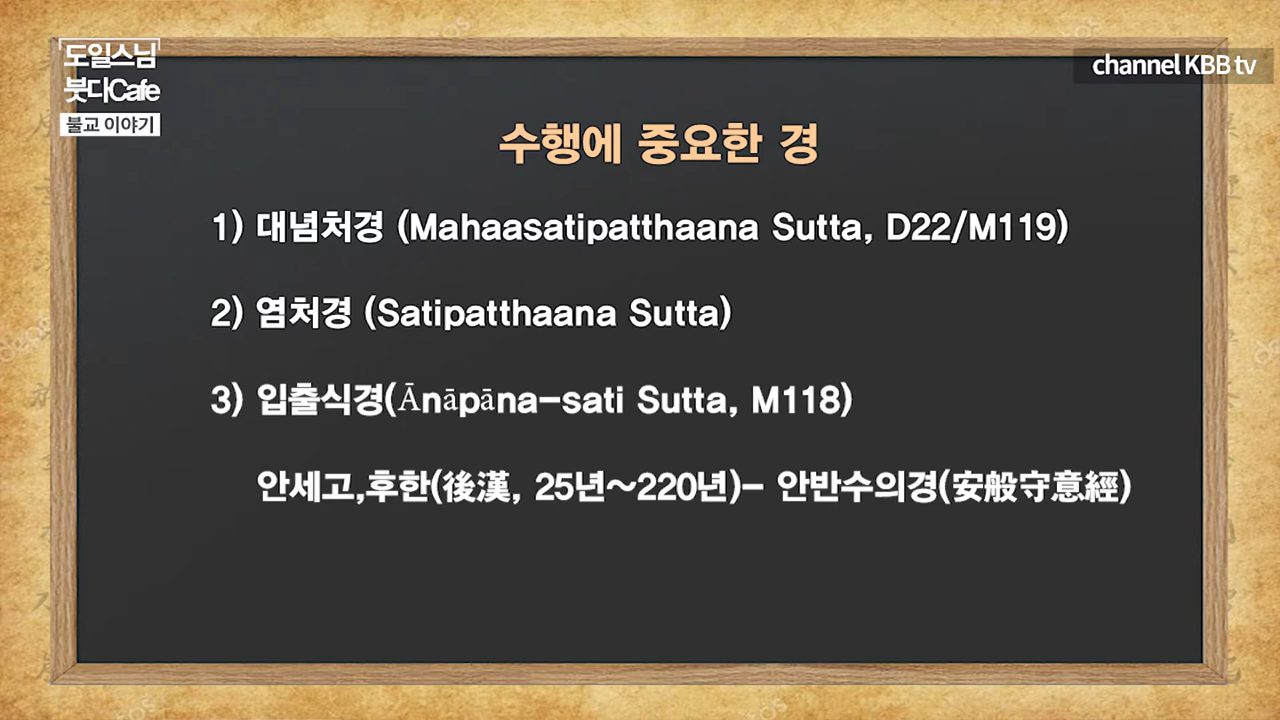 도일스님
붓다Cafe
불교 이야기
channel KBB tv
수행에 중요한 경
1) 대념처경 (Mahaasatipatthaana Sutta, D22/M119)
2) 염처경 (Satipatthaana Sutta)
3) 입출식경(Ānāpāna-sati Sutta, M118)
안세고,후한(後漢, 25년~220년)- 안반수의경(安般守意經)